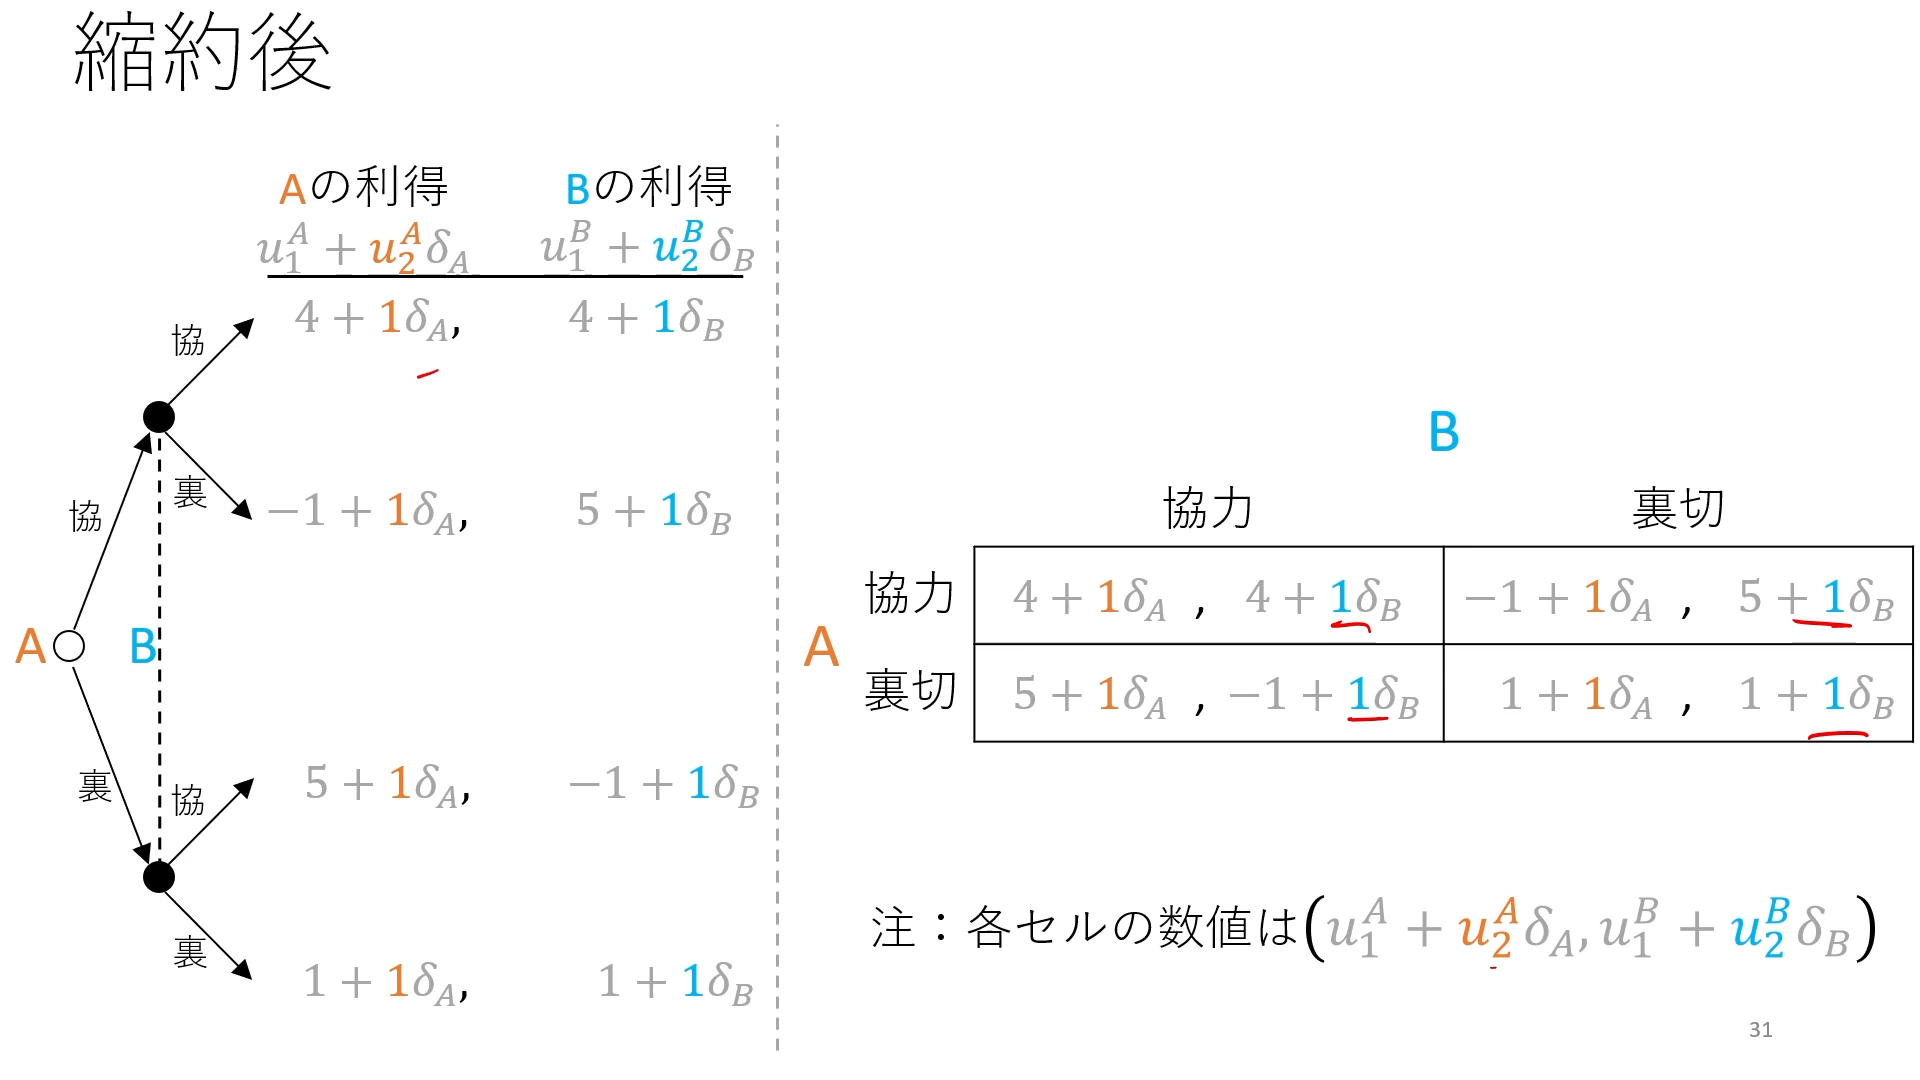 縮約後
Aの利得 Bの利得
u₁ᴬ + u₂ᴬδ_A u₁ᴮ + u₂ᴮδ_B
協 4 + 1δ_A, 4 + 1δ_B
裏 −1 + 1δ_A, 5 + 1δ_B
協
A B
裏
協 5 + 1δ_A, −1 + 1δ_B
裏 1 + 1δ_A, 1 + 1δ_B
B
協力 裏切
A
協力 4 + 1δ_A , 4 + 1δ_B −1 + 1δ_A , 5 + 1δ_B
裏切 5 + 1δ_A , −1 + 1δ_B 1 + 1δ_A , 1 + 1δ_B
注：各セルの数値は(u₁ᴬ + u₂ᴬδ_A, u₁ᴮ + u₂ᴮδ_B)
31